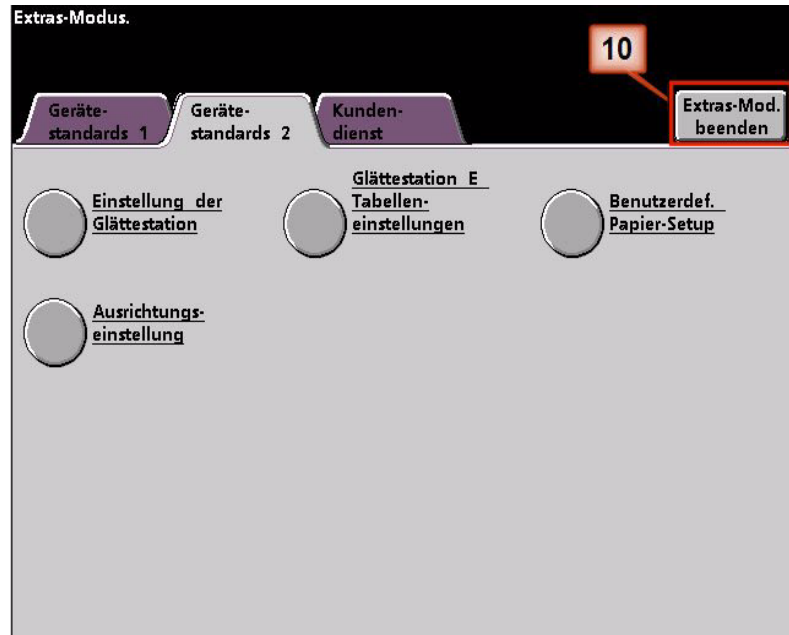 Extras-Modus.
10
Geräte-
standards 1
Geräte-
standards 2
Kunden-
dienst
Extras-Mod.
beenden
Einstellung der
Glättestation
Glättestation E
Tabellen-
einstellungen
Benutzerdef.
Papier-Setup
Ausrichtungs-
einstellung